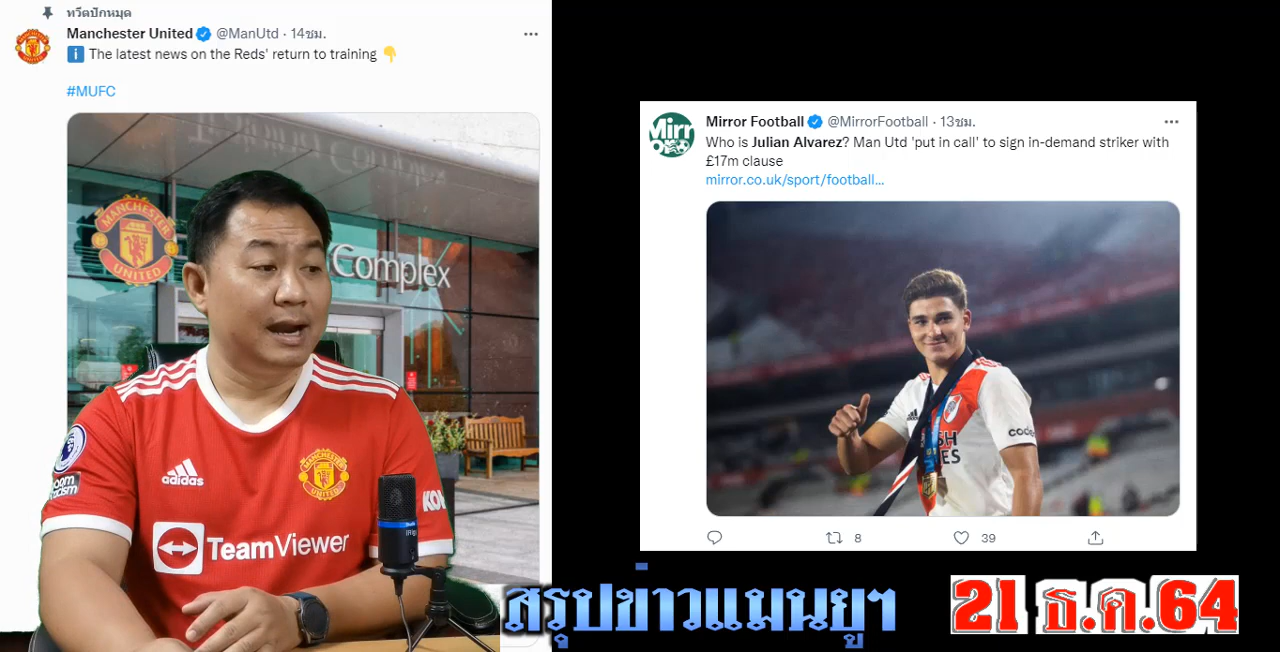 ทวีตปักหมุด
Manchester United @ManUtd · 14ชม.
i The latest news on the Reds' return to training
#MUFC
MANCHESTER
UNITED
Complex
adidas
MANCHESTER
UNITED
TeamViewer
KOH
Mirror Football @MirrorFootball · 13ชม.
Who is Julian Alvarez? Man Utd 'put in call' to sign in-demand striker with
£17m clause
mirror.co.uk/sport/football...
8
39
สรุปข่าวแมนยูฯ
21 ธ.ค.64